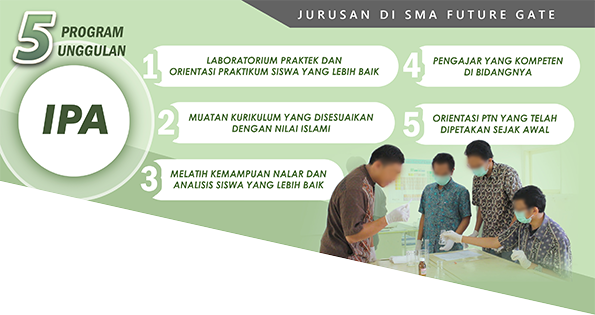 JURUSAN DI SMA FUTURE GATE
5 PROGRAM
UNGGULAN
IPA
1 LABORATORIUM PRAKTEK DAN
ORIENTASI PRAKTIKUM SISWA YANG LEBIH BAIK
2 MUATAN KURIKULUM YANG DISESUAIKAN
DENGAN NILAI ISLAMI
3 MELATIH KEMAMPUAN NALAR DAN
ANALISIS SISWA YANG LEBIH BAIK
4 PENGAJAR YANG KOMPETEN
DI BIDANGNYA
5 ORIENTASI PTN YANG TELAH
DIPETAKAN SEJAK AWAL